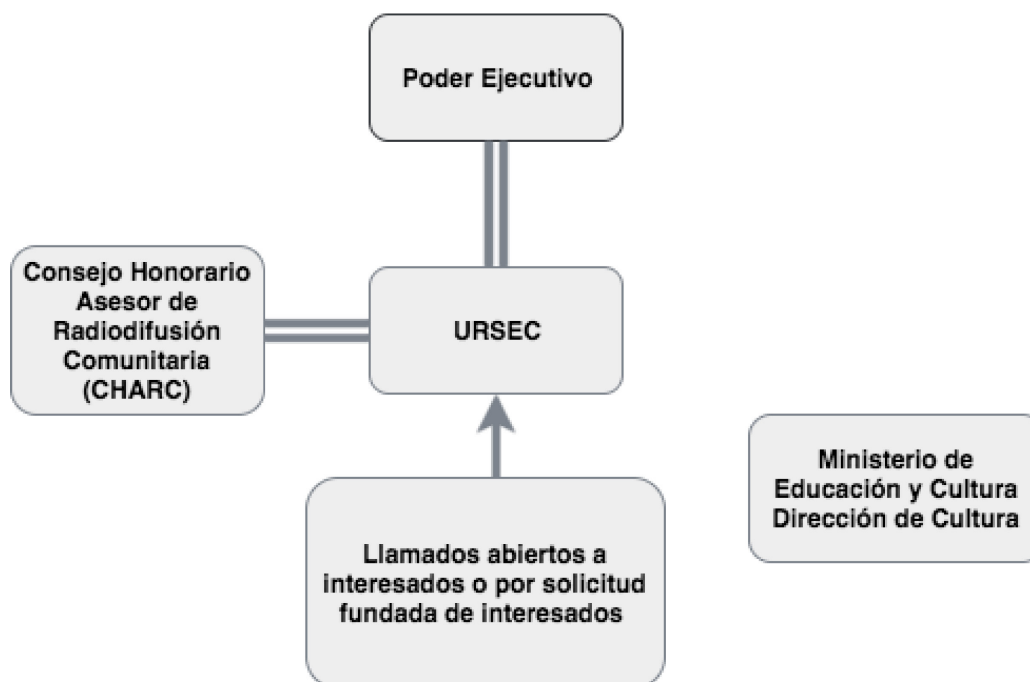 Poder Ejecutivo
Consejo Honorario
Asesor de
Radiodifusión
Comunitaria
(CHARC)
URSEC
Ministerio de
Educación y Cultura
Dirección de Cultura
Llamados abiertos a
interesados o por solicitud
fundada de interesados